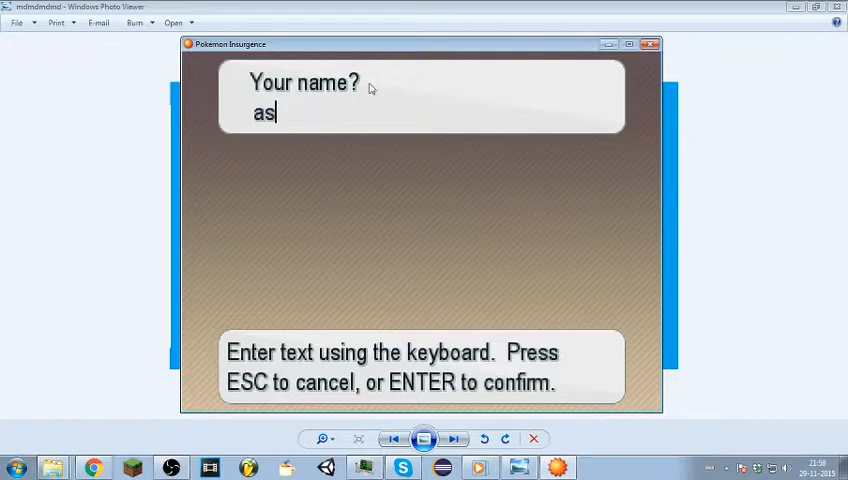 mdmdmdmd - Windows Photo Viewer
File Print E-mail Burn Open
Pokemon Insurgence
Your name?
as
Enter text using the keyboard. Press
ESC to cancel, or ENTER to confirm.
21:58
29-11-2015